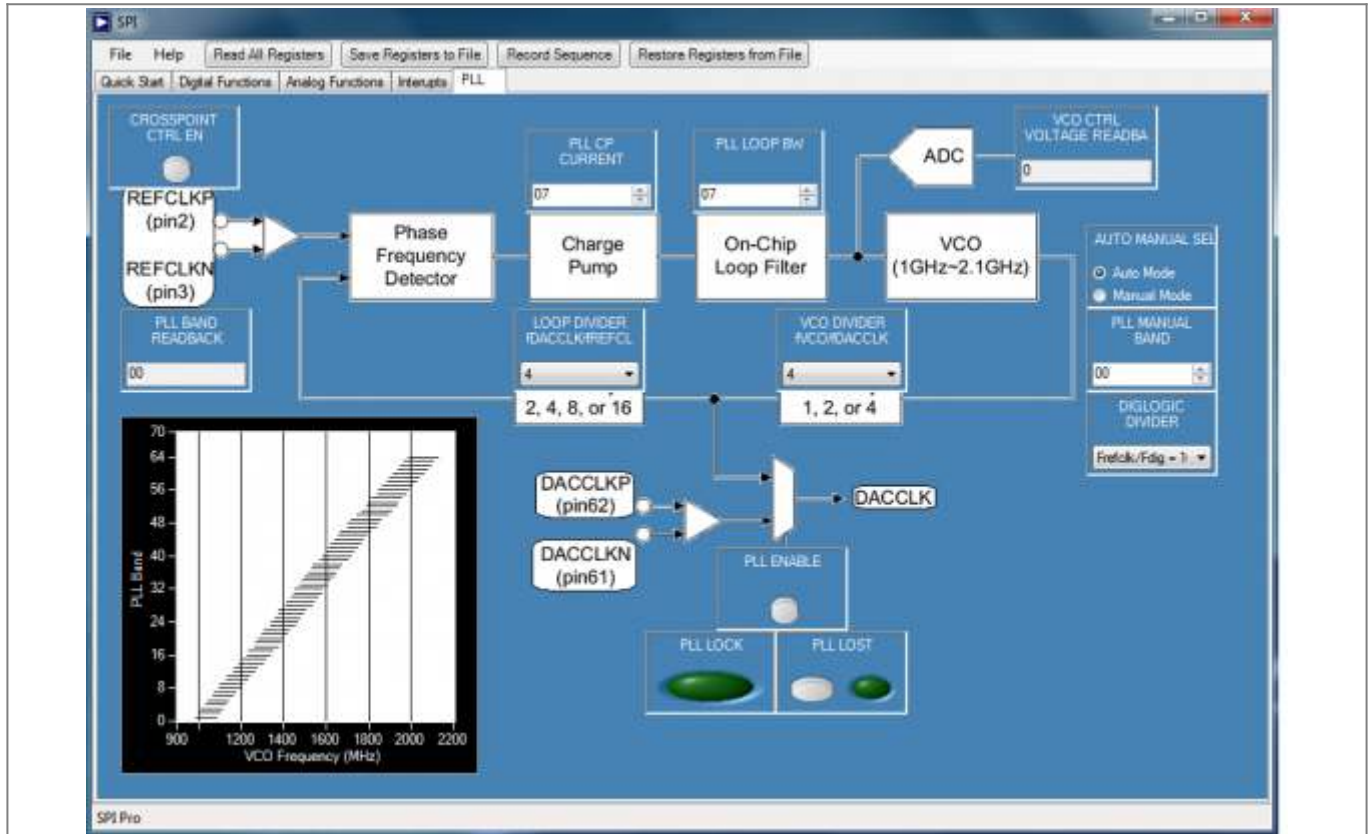 SPI
File Help Read All Registers Save Registers to File Record Sequence Restore Registers from File
Quick Start Digital Functions Analog Functions Interupts PLL
CROSSPOINT
CTRL EN
REFCLKP
(pin2)
REFCLKN
(pin3)
PLL BAND
READBACK
00
Phase
Frequency
Detector
PLL CP
CURRENT
07
Charge
Pump
PLL LOOP BW
07
On-Chip
Loop Filter
ADC
VCO CTRL
VOLTAGE READBA
0
VCO
(1GHz~2.1GHz)
AUTO MANUAL SEL
Auto Mode
Manual Mode
PLL MANUAL
BAND
00
DIGLOGIC
DIVIDER
Frefclk/Fdig = 1
LOOP DIVIDER
fDACCLK/fREFCL
4
2, 4, 8, or 16
VCO DIVIDER
fVCO/fDACCLK
4
1, 2, or 4
DACCLKP
(pin62)
DACCLKN
(pin61)
DACCLK
PLL ENABLE
PLL LOCK
PLL LOST
70
64
56
48
40
32
24
16
8
0
PLL Band
900 1200 1400 1600 1800 2000 2200
VCO Frequency (MHz)
SPI Pro